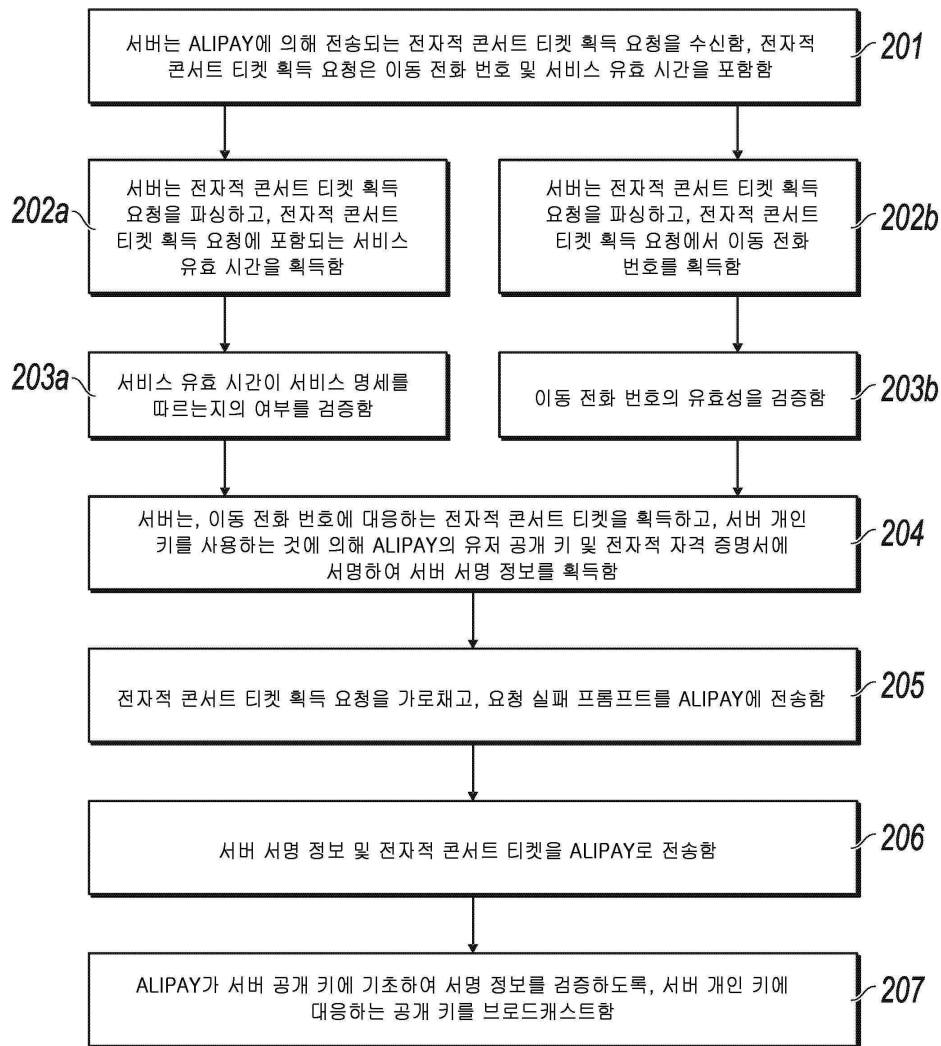 서버는 ALIPAY에 의해 전송되는 전자적 콘서트 티켓 획득 요청을 수신함, 전자적
콘서트 티켓 획득 요청은 이동 전화 번호 및 서비스 유효 시간을 포함함
201
서버는 전자적 콘서트 티켓 획득
요청을 파싱하고, 전자적 콘서트
티켓 획득 요청에 포함되는 서비스
유효 시간을 획득함
202a
서버는 전자적 콘서트 티켓 획득
요청을 파싱하고, 전자적 콘서트
티켓 획득 요청에서 이동 전화
번호를 획득함
202b
서비스 유효 시간이 서비스 명세를
따르는지의 여부를 검증함
203a
이동 전화 번호의 유효성을 검증함
203b
서버는, 이동 전화 번호에 대응하는 전자적 콘서트 티켓을 획득하고, 서버 개인
키를 사용하는 것에 의해 ALIPAY의 유저 공개 키 및 전자적 자격 증명서에
서명하여 서버 서명 정보를 획득함
204
전자적 콘서트 티켓 획득 요청을 가로채고, 요청 실패 프롬프트를 ALIPAY에 전송함
205
서버 서명 정보 및 전자적 콘서트 티켓을 ALIPAY로 전송함
206
ALIPAY가 서버 공개 키에 기초하여 서명 정보를 검증하도록, 서버 개인 키에
대응하는 공개 키를 브로드캐스트함
207